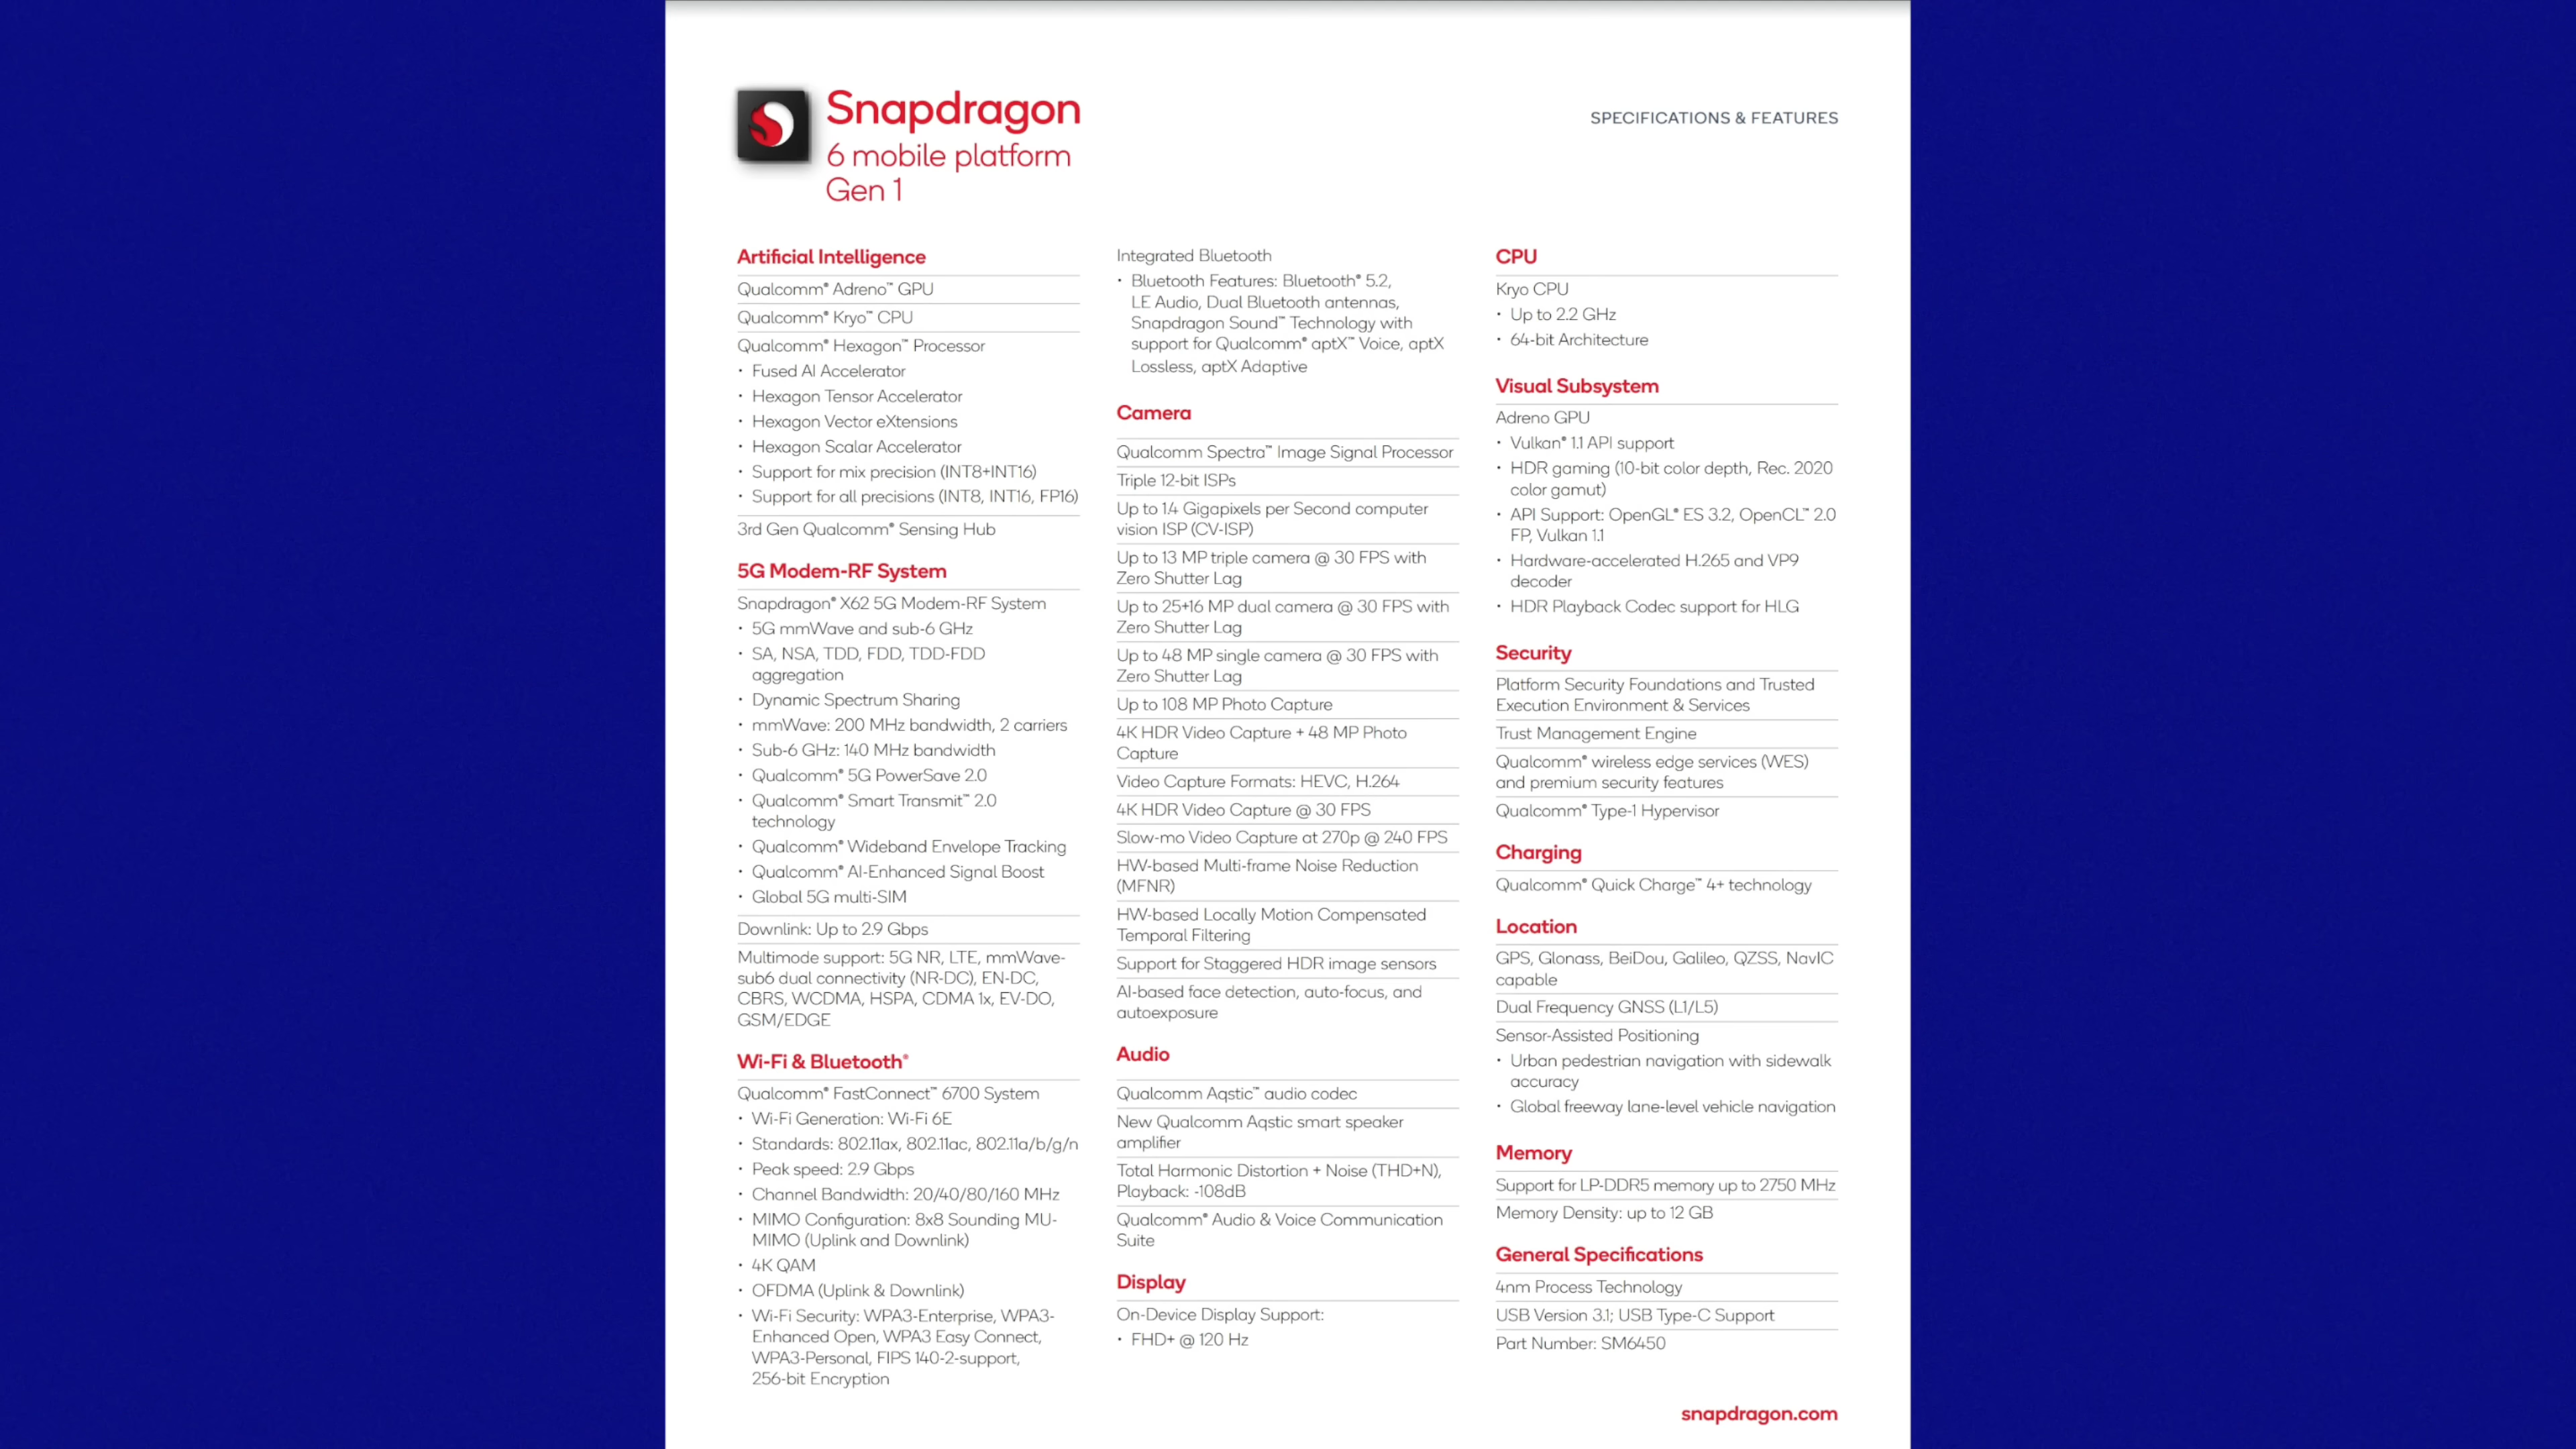 Snapdragon
6 mobile platform
Gen 1
SPECIFICATIONS & FEATURES
Artificial Intelligence
Qualcomm® Adreno™ GPU
Qualcomm® Kryo™ CPU
Qualcomm® Hexagon™ Processor
• Fused AI Accelerator
• Hexagon Tensor Accelerator
• Hexagon Vector eXtensions
• Hexagon Scalar Accelerator
• Support for mix precision (INT8+INT16)
• Support for all precisions (INT8, INT16, FP16)
3rd Gen Qualcomm® Sensing Hub
5G Modem-RF System
Snapdragon® X62 5G Modem-RF System
• 5G mmWave and sub-6 GHz
• SA, NSA, TDD, FDD, TDD-FDD
aggregation
• Dynamic Spectrum Sharing
• mmWave: 200 MHz bandwidth, 2 carriers
• Sub-6 GHz: 140 MHz bandwidth
• Qualcomm® 5G PowerSave 2.0
• Qualcomm® Smart Transmit™ 2.0
technology
• Qualcomm® Wideband Envelope Tracking
• Qualcomm® AI-Enhanced Signal Boost
• Global 5G multi-SIM
Downlink: Up to 2.9 Gbps
Multimode support: 5G NR, LTE, mmWave-
sub6 dual connectivity (NR-DC), EN-DC,
CBRS, WCDMA, HSPA, CDMA 1x, EV-DO,
GSM/EDGE
Wi-Fi & Bluetooth®
Qualcomm® FastConnect™ 6700 System
• Wi-Fi Generation: Wi-Fi 6E
• Standards: 802.11ax, 802.11ac, 802.11a/b/g/n
• Peak speed: 2.9 Gbps
• Channel Bandwidth: 20/40/80/160 MHz
• MIMO Configuration: 8x8 Sounding MU-
MIMO (Uplink and Downlink)
• 4K QAM
• OFDMA (Uplink & Downlink)
• Wi-Fi Security: WPA3-Enterprise, WPA3-
Enhanced Open, WPA3 Easy Connect,
WPA3-Personal, FIPS 140-2-support,
256-bit Encryption
Integrated Bluetooth
• Bluetooth Features: Bluetooth® 5.2,
LE Audio, Dual Bluetooth antennas,
Snapdragon Sound™ Technology with
support for Qualcomm® aptX™ Voice, aptX
Lossless, aptX Adaptive
Camera
Qualcomm Spectra™ Image Signal Processor
Triple 12-bit ISPs
Up to 1.4 Gigapixels per Second computer
vision ISP (CV-ISP)
Up to 13 MP triple camera @ 30 FPS with
Zero Shutter Lag
Up to 25+16 MP dual camera @ 30 FPS with
Zero Shutter Lag
Up to 48 MP single camera @ 30 FPS with
Zero Shutter Lag
Up to 108 MP Photo Capture
4K HDR Video Capture + 48 MP Photo
Capture
Video Capture Formats: HEVC, H.264
4K HDR Video Capture @ 30 FPS
Slow-mo Video Capture at 270p @ 240 FPS
HW-based Multi-frame Noise Reduction
(MFNR)
HW-based Locally Motion Compensated
Temporal Filtering
Support for Staggered HDR image sensors
AI-based face detection, auto-focus, and
autoexposure
Audio
Qualcomm Aqstic™ audio codec
New Qualcomm Aqstic smart speaker
amplifier
Total Harmonic Distortion + Noise (THD+N),
Playback: -108dB
Qualcomm® Audio & Voice Communication
Suite
Display
On-Device Display Support:
• FHD+ @ 120 Hz
CPU
Kryo CPU
• Up to 2.2 GHz
• 64-bit Architecture
Visual Subsystem
Adreno GPU
• Vulkan® 1.1 API support
• HDR gaming (10-bit color depth, Rec. 2020
color gamut)
• API Support: OpenGL® ES 3.2, OpenCL™ 2.0
FP, Vulkan 1.1
• Hardware-accelerated H.265 and VP9
decoder
• HDR Playback Codec support for HLG
Security
Platform Security Foundations and Trusted
Execution Environment & Services
Trust Management Engine
Qualcomm® wireless edge services (WES)
and premium security features
Qualcomm® Type-1 Hypervisor
Charging
Qualcomm® Quick Charge™ 4+ technology
Location
GPS, Glonass, BeiDou, Galileo, QZSS, NavIC
capable
Dual Frequency GNSS (L1/L5)
Sensor-Assisted Positioning
• Urban pedestrian navigation with sidewalk
accuracy
• Global freeway lane-level vehicle navigation
Memory
Support for LP-DDR5 memory up to 2750 MHz
Memory Density: up to 12 GB
General Specifications
4nm Process Technology
USB Version 3.1; USB Type-C Support
Part Number: SM6450
snapdragon.com